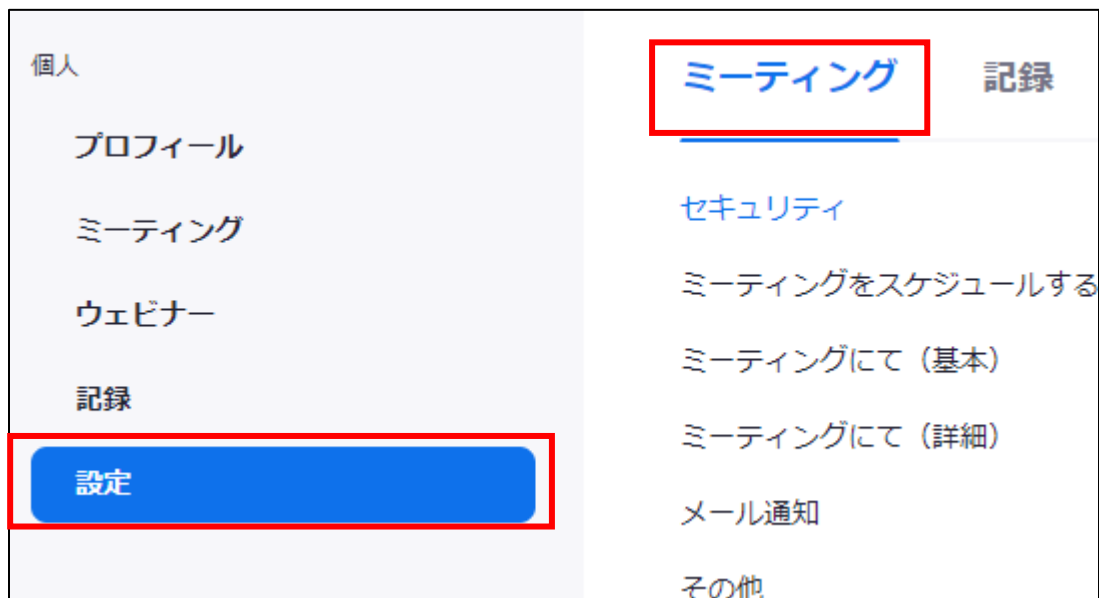 個人
プロフィール
ミーティング
ウェビナー
記録
設定
ミーティング 記録
セキュリティ
ミーティングをスケジュールする
ミーティングにて（基本）
ミーティングにて（詳細）
メール通知
その他